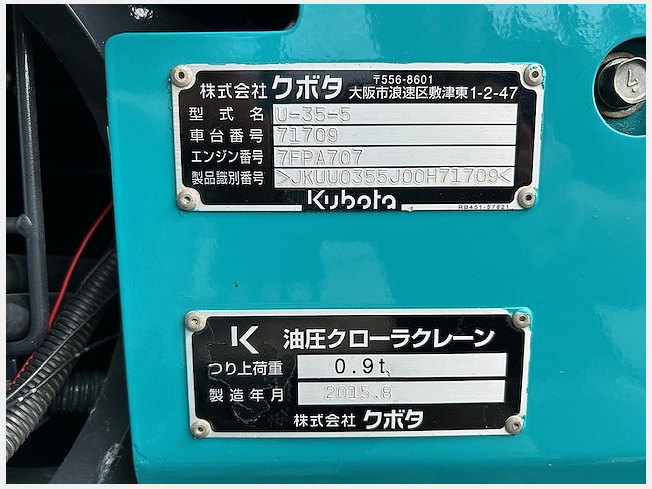 株式会社 クボタ 〒556-8601
大阪市浪速区敷津東1-2-47
型式名 U-35-5
車台番号 71709
エンジン番号 7FPA707
製品識別番号 >JKUU0355J00H71709<
Kubota
RB451-57821
K 油圧クローラクレーン
つり上荷重 0.9t
製造年月 2015.8
株式会社 クボタ
4